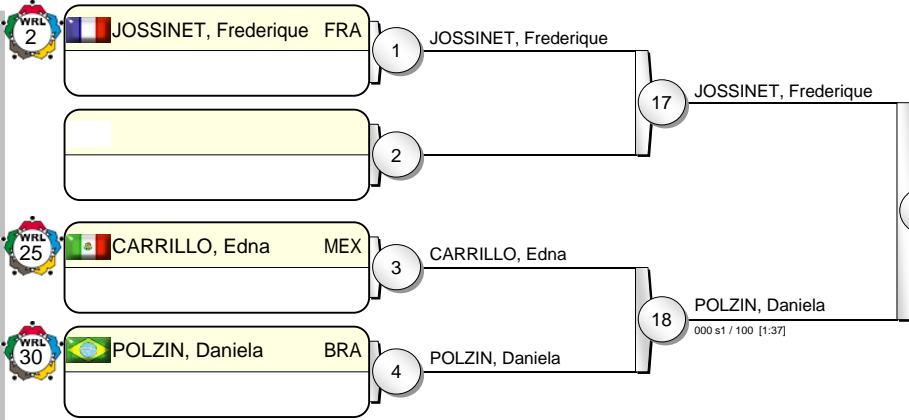 WRL
2
JOSSINET, Frederique FRA
1
JOSSINET, Frederique
17
JOSSINET, Frederique
2
WRL
25
CARRILLO, Edna MEX
3
CARRILLO, Edna
18
POLZIN, Daniela
000 s1 / 100 [1:37]
WRL
30
POLZIN, Daniela BRA
4
POLZIN, Daniela